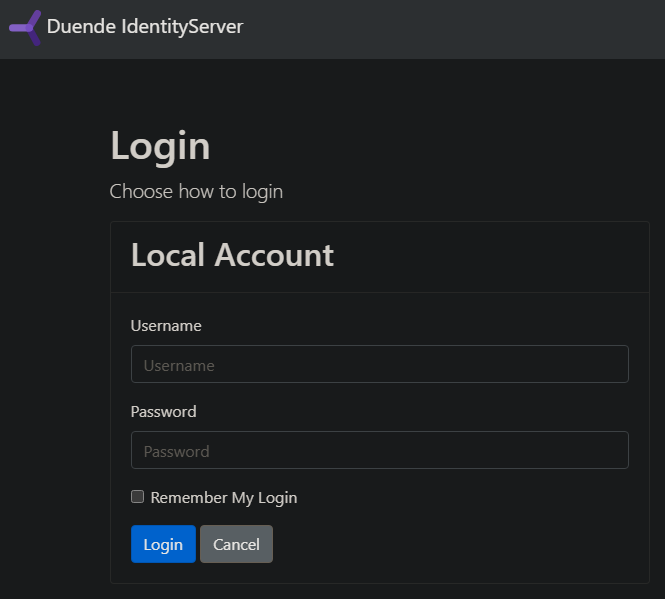 Duende IdentityServer
Login
Choose how to login
Local Account
Username
Username
Password
Password
Remember My Login
Login Cancel